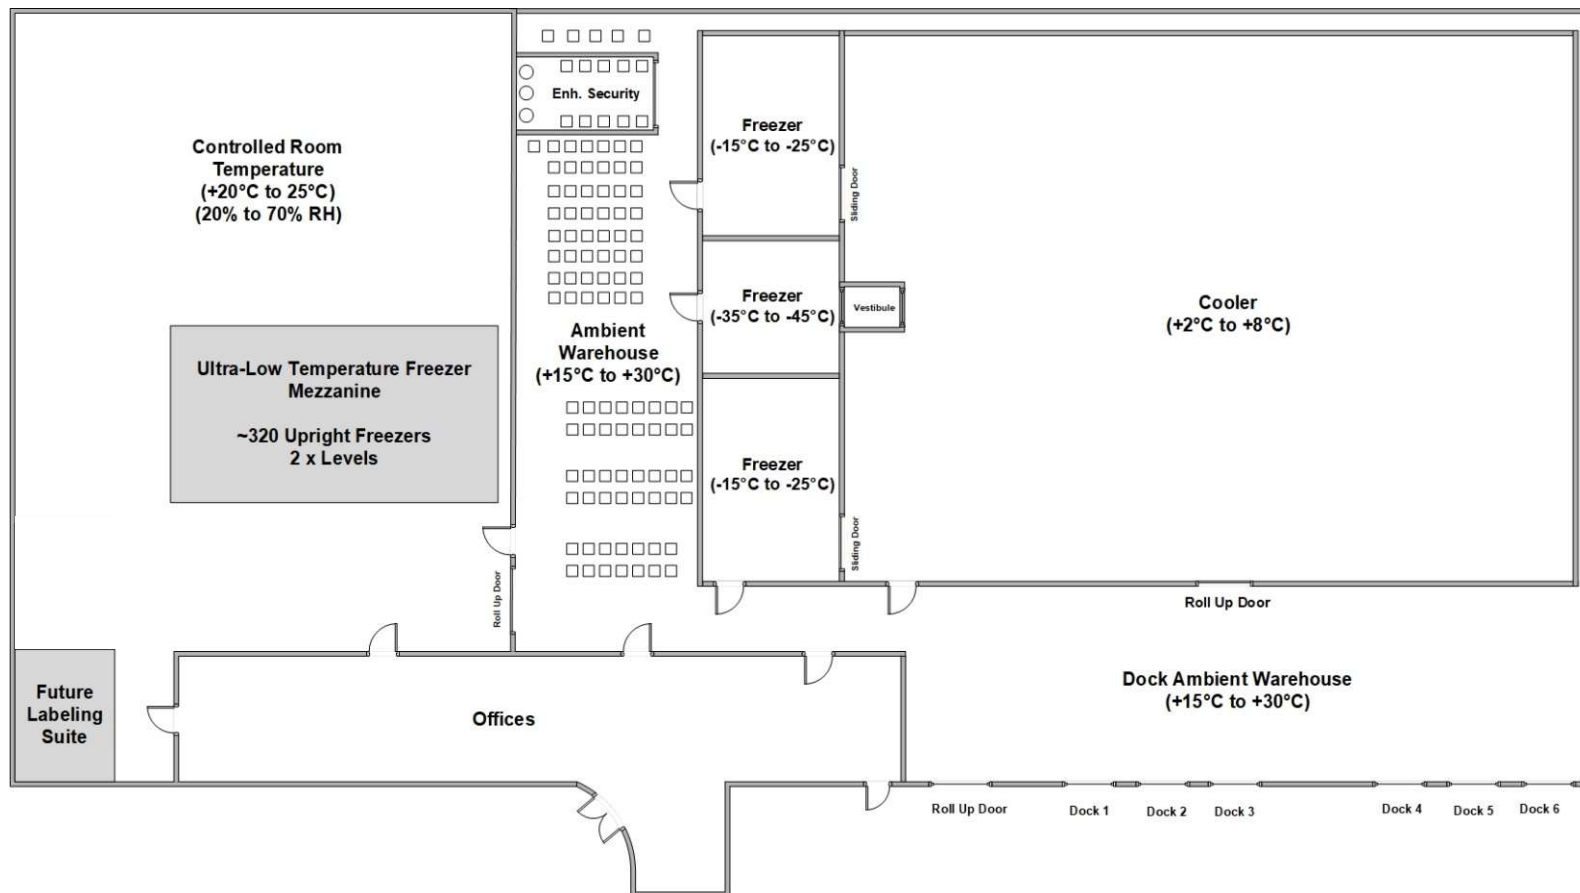 Enh. Security
Controlled Room
Temperature
(+20°C to 25°C)
(20% to 70% RH)
Freezer
(-15°C to -25°C)
Sliding Door
Freezer
(-35°C to -45°C)
Vestibule
Cooler
(+2°C to +8°C)
Ambient
Warehouse
(+15°C to +30°C)
Ultra-Low Temperature Freezer
Mezzanine
~320 Upright Freezers
2 x Levels
Freezer
(-15°C to -25°C)
Sliding Door
Roll Up Door
Roll Up Door
Future
Labeling
Suite
Offices
Dock Ambient Warehouse
(+15°C to +30°C)
Roll Up Door
Dock 1
Dock 2
Dock 3
Dock 4
Dock 5
Dock 6